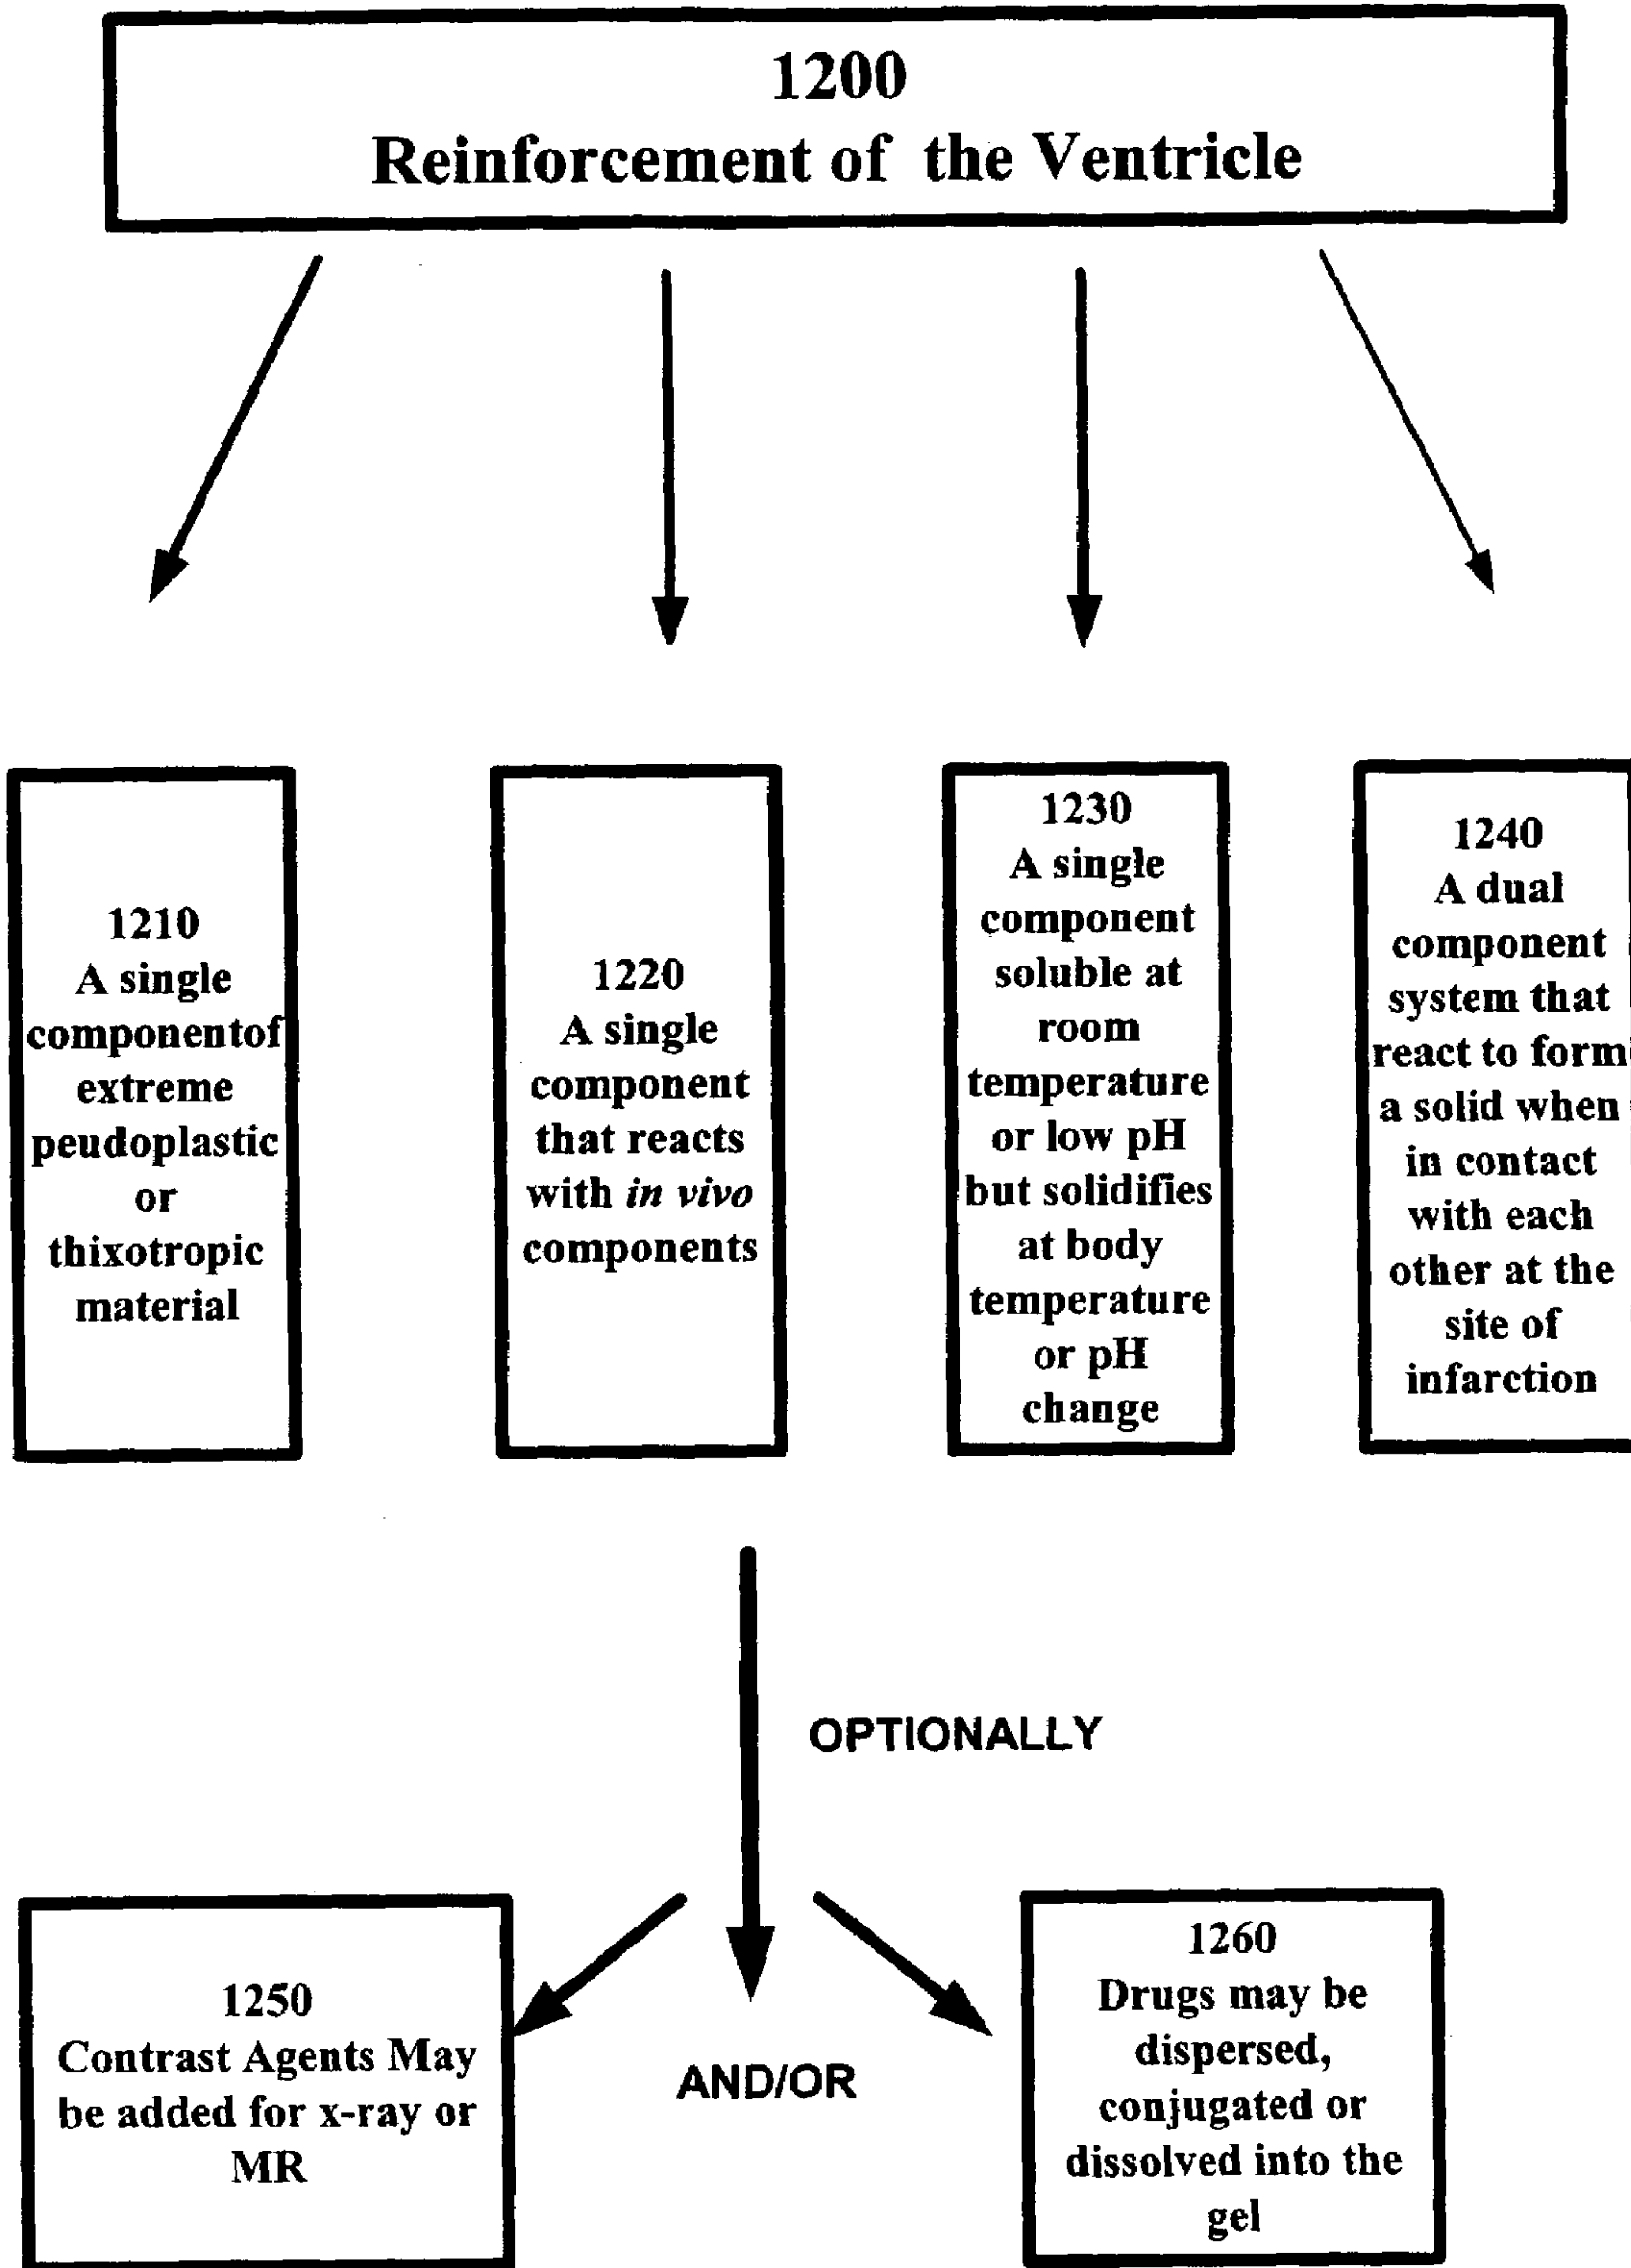 1200
Reinforcement of the Ventricle
1210
A single
componentof
extreme
peudoplastic
or
thixotropic
material
1220
A single
component
that reacts
with in vivo
components
1230
A single
component
soluble at
room
temperature
or low pH
but solidifies
at body
temperature
or pH
change
1240
A dual
component
system that
react to form
a solid when
in contact
with each
other at the
site of
infarction
OPTIONALLY
1250
Contrast Agents May
be added for x-ray or
MR
AND/OR
1260
Drugs may be
dispersed,
conjugated or
dissolved into the
gel